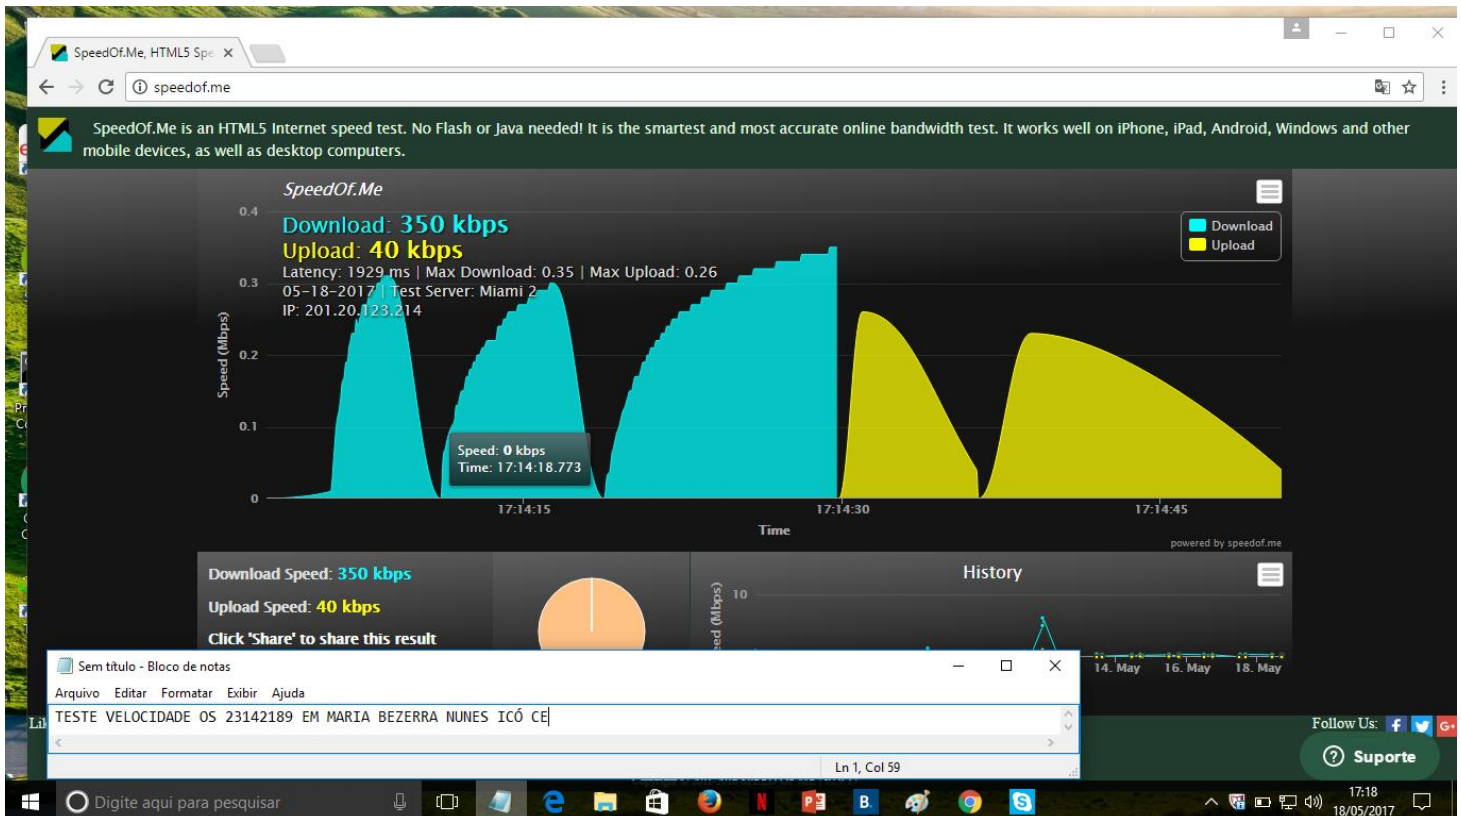 SpeedOf.Me, HTML5 Spe
speedof.me
SpeedOf.Me is an HTML5 Internet speed test. No Flash or Java needed! It is the smartest and most accurate online bandwidth test. It works well on iPhone, iPad, Android, Windows and other
mobile devices, as well as desktop computers.
SpeedOf.Me
Download: 350 kbps
Upload: 40 kbps
Latency: 1929 ms | Max Download: 0.35 | Max Upload: 0.26
05-18-2017 | Test Server: Miami 2
IP: 201.20.123.214
Download
Upload
0.4
0.3
0.2
0.1
0
Speed (Mbps)
Speed: 0 kbps
Time: 17:14:18.773
17:14:15
17:14:30
17:14:45
Time
powered by speedof.me
Download Speed: 350 kbps
Upload Speed: 40 kbps
Click 'Share' to share this result
History
10
(Mbps)
14. May
16. May
18. May
Sem título - Bloco de notas
Arquivo Editar Formatar Exibir Ajuda
TESTE VELOCIDADE OS 23142189 EM MARIA BEZERRA NUNES ICÓ CE
Ln 1, Col 59
Follow Us:
Suporte
Digite aqui para pesquisar
17:18
18/05/2017